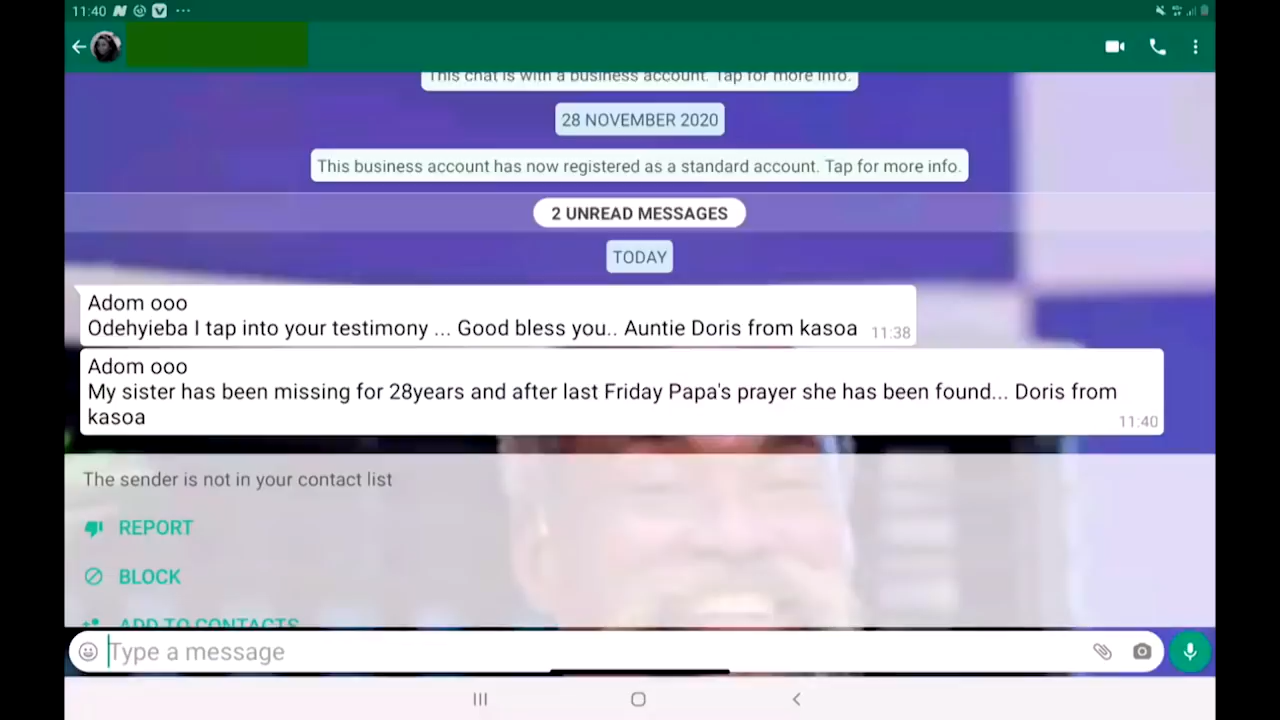 11:40
This chat is with a business account. Tap for more info.
28 NOVEMBER 2020
This business account has now registered as a standard account. Tap for more info.
2 UNREAD MESSAGES
TODAY
Adom ooo
Odehyieba I tap into your testimony ... Good bless you.. Auntie Doris from kasoa 11:38
Adom ooo
My sister has been missing for 28years and after last Friday Papa's prayer she has been found... Doris from
kasoa 11:40
The sender is not in your contact list
REPORT
BLOCK
ADD TO CONTACTS
Type a message